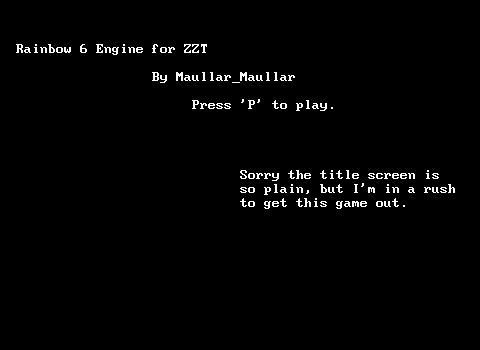 Rainbow 6 Engine for ZZT
By Maullar_Maullar
Press 'P' to play.
Sorry the title screen is
so plain, but I'm in a rush
to get this game out.